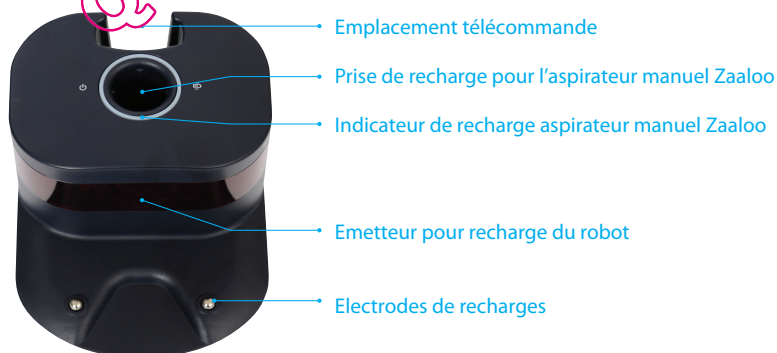 Emplacement télécommande
Prise de recharge pour l'aspirateur manuel Zaaloo
Indicateur de recharge aspirateur manuel Zaaloo
Emetteur pour recharge du robot
Electrodes de recharges